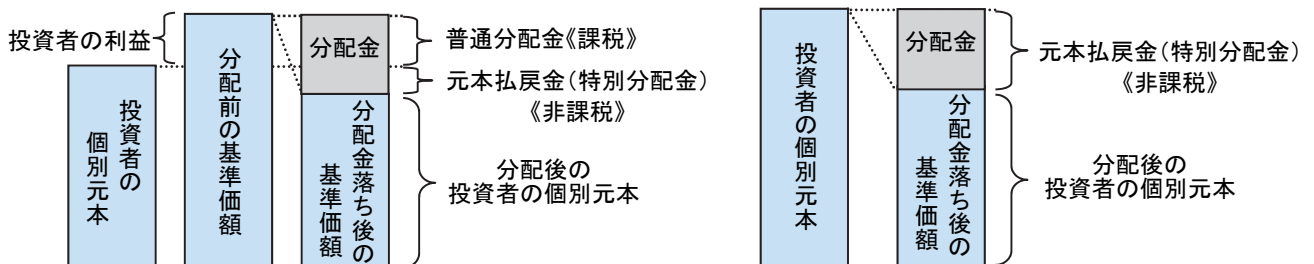 投資者の利益
投資者の
個別元本
分配前の基準価額
分配金
分配金落ち後の
基準価額
普通分配金《課税》
元本払戻金(特別分配金)
《非課税》
分配後の
投資者の個別元本
投資者の個別元本
分配金
分配金落ち後の
基準価額
元本払戻金(特別分配金)
《非課税》
分配後の
投資者の個別元本